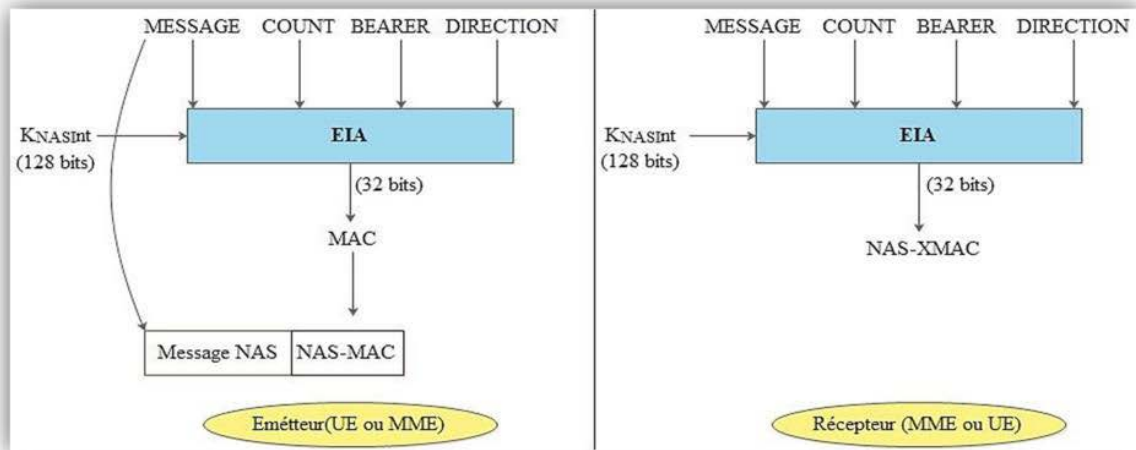 MESSAGE COUNT BEARER DIRECTION
EIA
KNASInt
(128 bits)
(32 bits)
MAC
Message NAS NAS-MAC
Emétteur(UE ou MME)
MESSAGE COUNT BEARER DIRECTION
EIA
KNASInt
(128 bits)
(32 bits)
NAS-XMAC
Récepteur (MME ou UE)